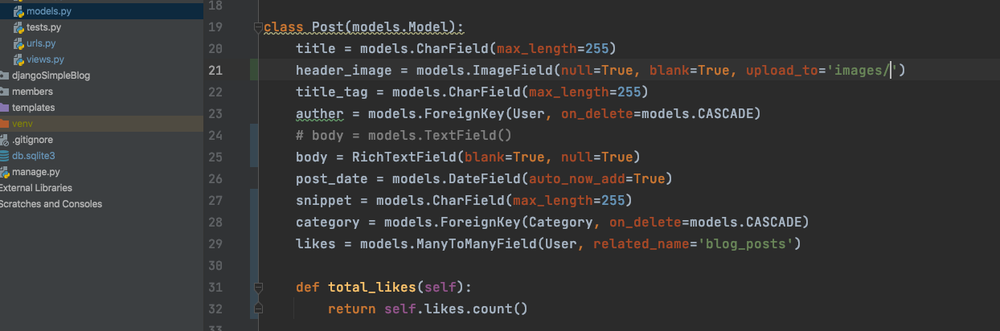 models.py
tests.py
urls.py
views.py
djangoSimpleBlog
members
templates
venv
.gitignore
db.sqlite3
manage.py
External Libraries
Scratches and Consoles
18
19 class Post(models.Model):
20 title = models.CharField(max_length=255)
21 header_image = models.ImageField(null=True, blank=True, upload_to='images/')
22 title_tag = models.CharField(max_length=255)
23 auther = models.ForeignKey(User, on_delete=models.CASCADE)
24 # body = models.TextField()
25 body = RichTextField(blank=True, null=True)
26 post_date = models.DateField(auto_now_add=True)
27 snippet = models.CharField(max_length=255)
28 category = models.ForeignKey(Category, on_delete=models.CASCADE)
29 likes = models.ManyToManyField(User, related_name='blog_posts')
30
31 def total_likes(self):
32 return self.likes.count()
33